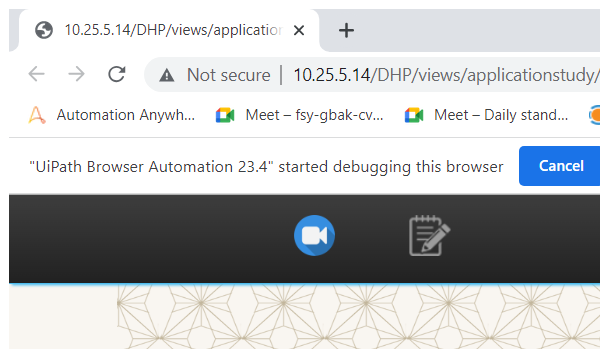 10.25.5.14/DHP/views/application
Not secure | 10.25.5.14/DHP/views/applicationstudy/
Automation Anywh... Meet – fsy-gbak-cv... Meet – Daily stand...
"UiPath Browser Automation 23.4" started debugging this browser Cancel